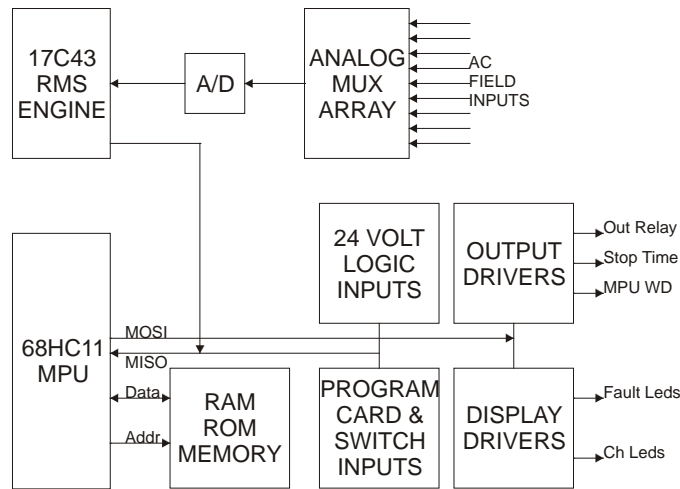 17C43
RMS
ENGINE
A/D
ANALOG
MUX
ARRAY
AC
FIELD
INPUTS
24 VOLT
LOGIC
INPUTS
OUTPUT
DRIVERS
Out Relay
Stop Time
MPU WD
68HC11
MPU
MOSI
MISO
Data
Addr
RAM
ROM
MEMORY
PROGRAM
CARD &
SWITCH
INPUTS
DISPLAY
DRIVERS
Fault Leds
Ch Leds